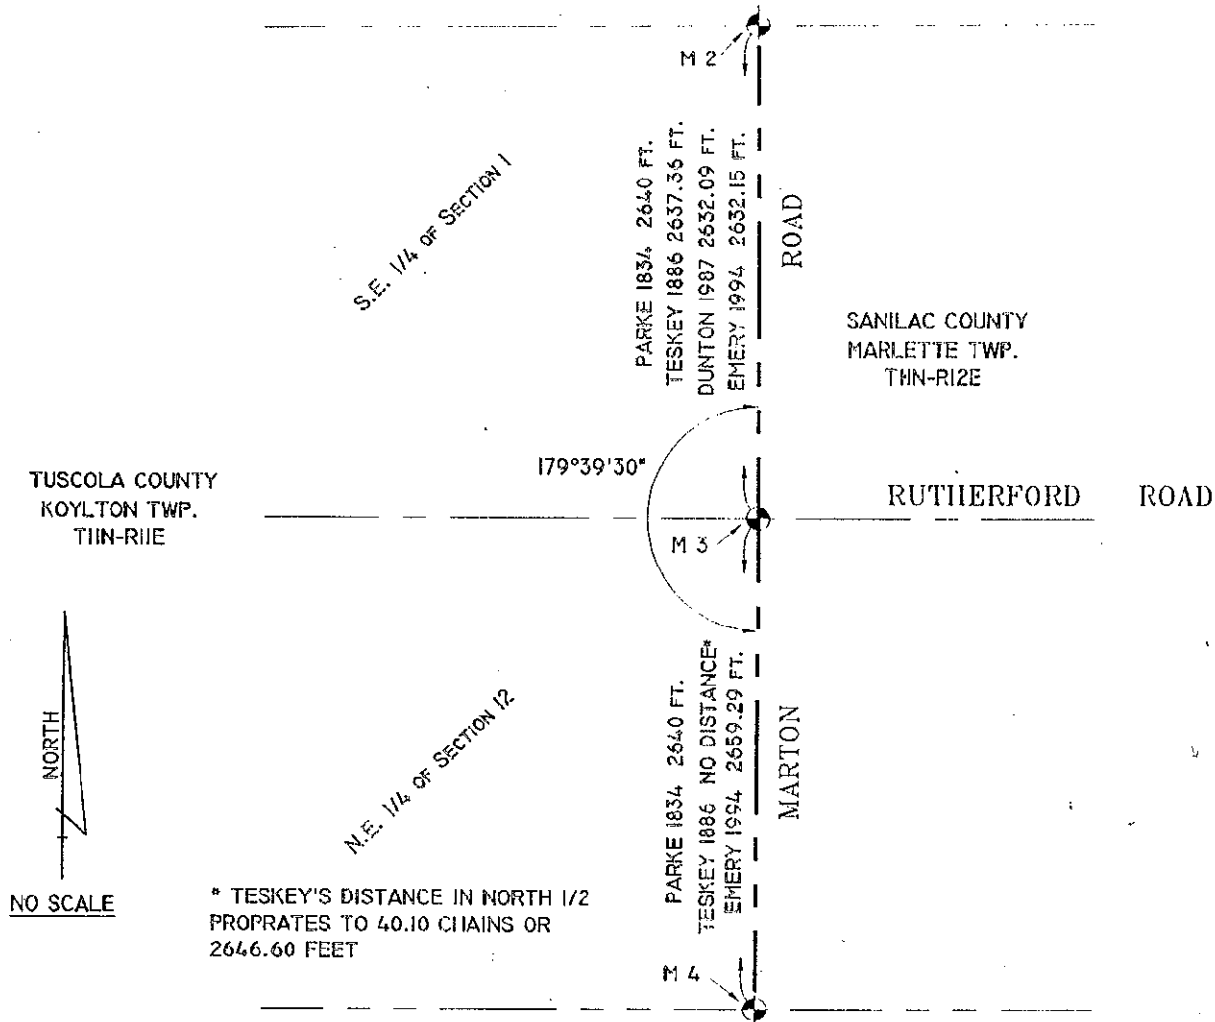 M 2
S.E. 1/4 OF SECTION 1
PARKE 1834 2640 FT.
TESKEY 1886 2637.36 FT.
DUNTON 1987 2632.09 FT.
EMERY 1994 2632.15 FT.
ROAD
SANILAC COUNTY
MARLETTE TWP.
T11N-R12E
179°39'30"
TUSCOLA COUNTY
KOYLTON TWP.
T11N-R11E
RUTHERFORD ROAD
M 3
NORTH
NO SCALE
N.E. 1/4 OF SECTION 12
PARKE 1834 2640 FT.
TESKEY 1886 NO DISTANCE*
EMERY 1994 2659.29 FT.
MARTON
* TESKEY'S DISTANCE IN NORTH 1/2
PROPRATES TO 40.10 CHAINS OR
2646.60 FEET
M 4